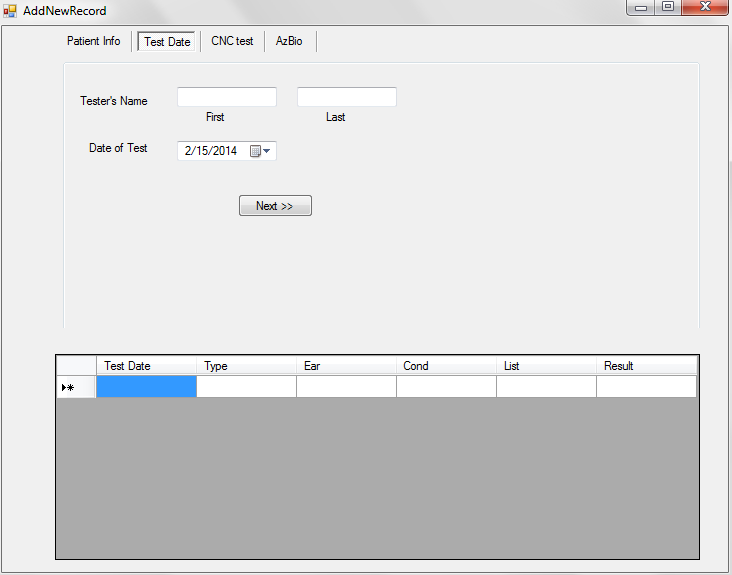 AddNewRecord
Patient Info Test Date CNC test AzBio
Tester's Name
First Last
Date of Test 2/15/2014
Next >>
Test Date Type Ear Cond List Result